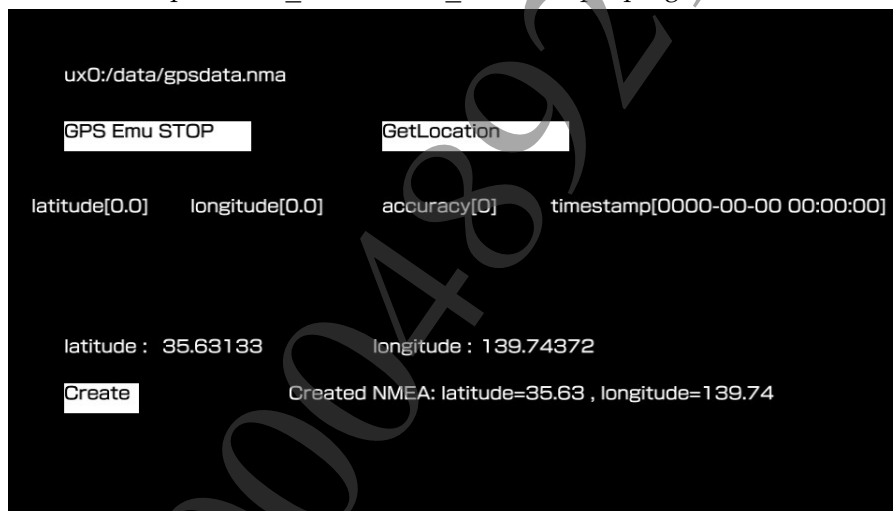 ux0:/data/gpsdata.nma
GPS Emu STOP GetLocation
latitude[0.0] longitude[0.0] accuracy[0] timestamp[0000-00-00 00:00:00]
latitude : 35.63133 longitude : 139.74372
Create Created NMEA: latitude=35.63 , longitude=139.74